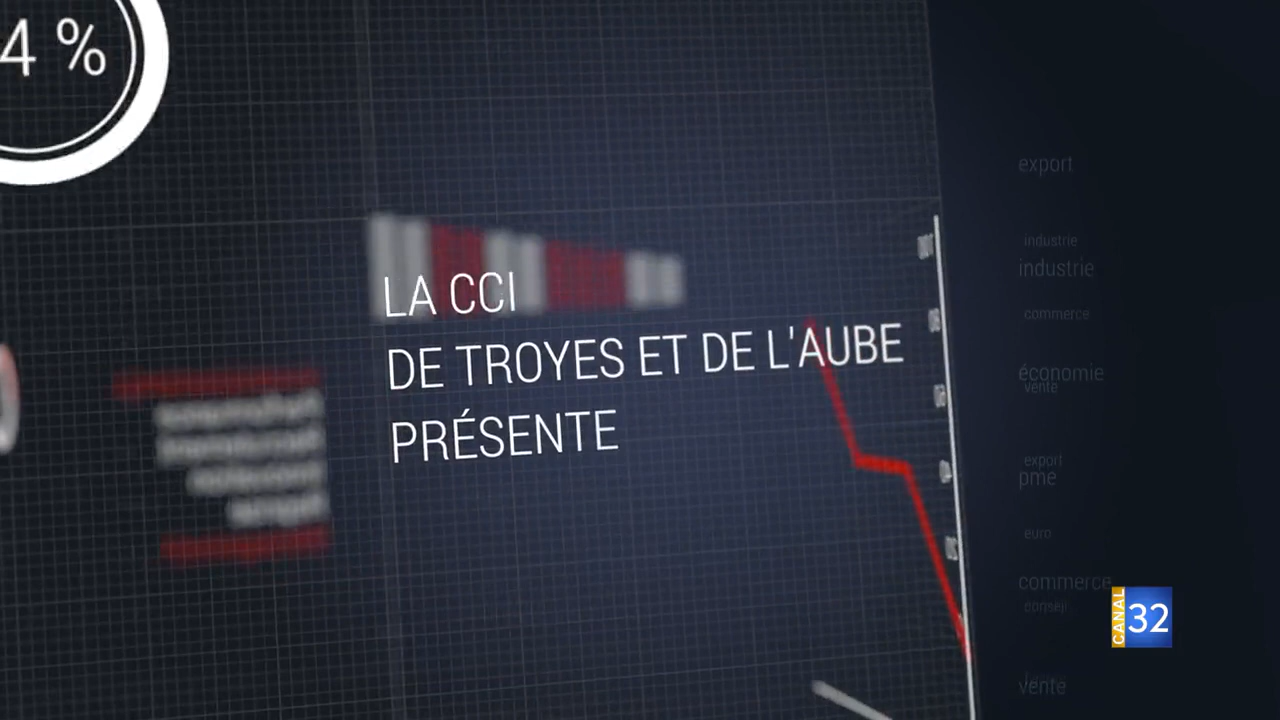 4 %
LA CCI
DE TROYES ET DE L'AUBE
PRÉSENTE
export
industrie
industrie
commerce
économie
vente
export
pme
euro
commerce
conseil
vente
CANAL 32